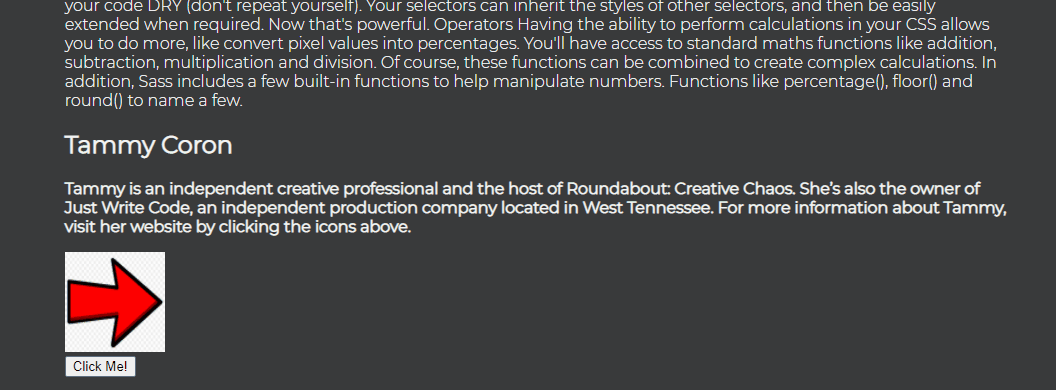 your code DRY (don't repeat yourself). Your selectors can inherit the styles of other selectors, and then be easily
extended when required. Now that's powerful. Operators Having the ability to perform calculations in your CSS allows
you to do more, like convert pixel values into percentages. You'll have access to standard maths functions like addition,
subtraction, multiplication and division. Of course, these functions can be combined to create complex calculations. In
addition, Sass includes a few built-in functions to help manipulate numbers. Functions like percentage(), floor() and
round() to name a few.
Tammy Coron
Tammy is an independent creative professional and the host of Roundabout: Creative Chaos. She's also the owner of
Just Write Code, an independent production company located in West Tennessee. For more information about Tammy,
visit her website by clicking the icons above.
Click Me!